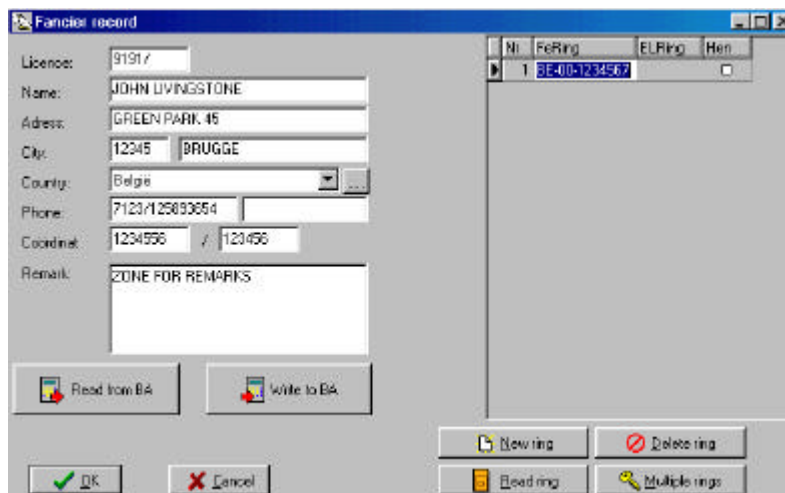 Fancier record
Licence: 91917
Name: JOHN LIVINGSTONE
Adress: GREEN PARK 45
City: 12345 BRUGGE
Country: België ...
Phone: 7123/125893654
Coordinat: 1234556 / 123456
Remark: ZONE FOR REMARKS
Nr FeRing ELRing Hen
1 BE-00-1234567
Read from BA Write to BA
New ring Delete ring
OK Cancel Read ring Multiple rings